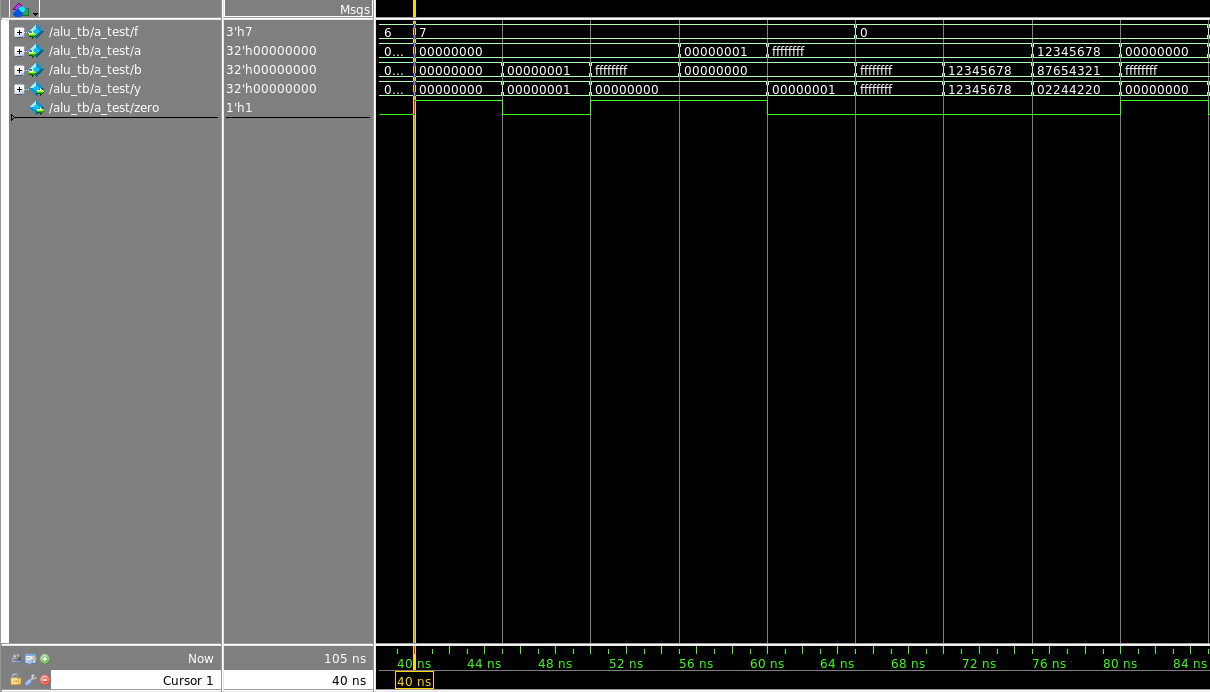 Msgs
/alu_tb/a_test/f 3'h7 6 7 0
/alu_tb/a_test/a 32'h00000000 0... 00000000 00000001 ffffffff 12345678 00000000
/alu_tb/a_test/b 32'h00000000 0... 00000000 00000001 ffffffff 00000000 ffffffff 12345678 87654321 ffffffff
/alu_tb/a_test/y 32'h00000000 0... 00000000 00000001 00000000 00000001 ffffffff 12345678 02244220 00000000
/alu_tb/a_test/zero 1'h1
Now 105 ns 40 ns 44 ns 48 ns 52 ns 56 ns 60 ns 64 ns 68 ns 72 ns 76 ns 80 ns 84 ns
Cursor 1 40 ns 40 ns